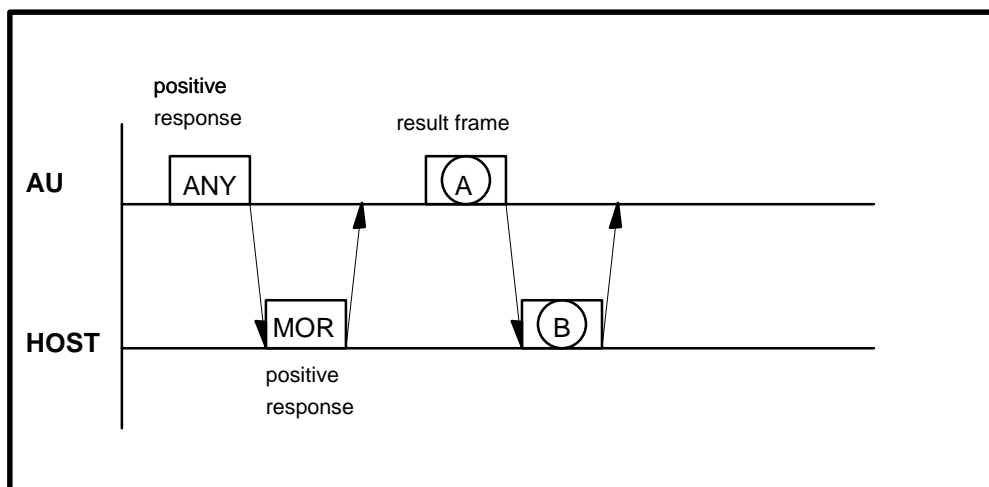 positive
response
result frame
AU
ANY
A
HOST
MOR
B
positive
response